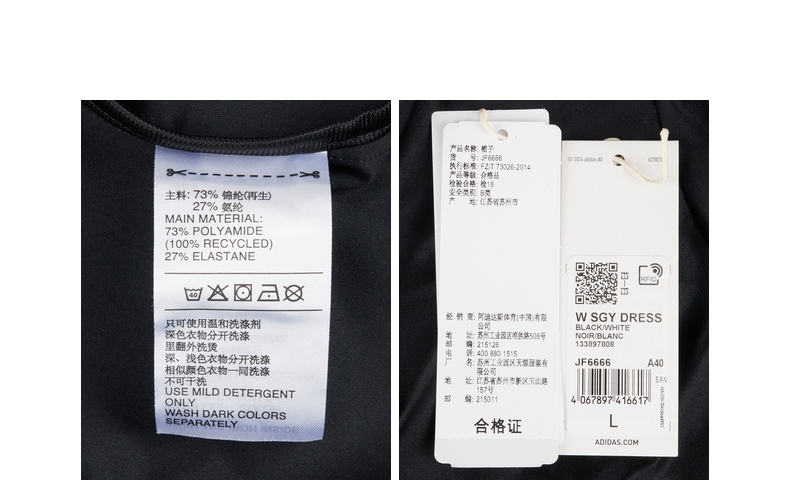 主料: 73% 锦纶(再生)
27% 氨纶
MAIN MATERIAL:
73% POLYAMIDE
(100% RECYCLED)
27% ELASTANE
40
只可使用温和洗涤剂
深色衣物分开洗涤
里翻外洗烫
深、浅色衣物分开洗涤
相似颜色衣物一同洗涤
不可干洗
USE MILD DETERGENT
ONLY
WASH DARK COLORS
SEPARATELY
产品名称: 裙子
货 号: JF6666
执行标准: FZ/T 73026-2014
产品等级: 合格品
检验合格: 检18
安全类别: B类
产 地: 江苏省苏州市
经 销 商: 阿迪达斯体育(中国)有限
公司
地 址: 苏州工业园区唯胜路508号
邮 编: 215126
电 话: 400 880 1515
厂 名: 苏州工业园区天源服装有
限公司
地 址: 江苏省苏州市新区玉山路
157号
邮 编: 215011
合格证
© 2024 adidas AG
RFID
W SGY DRESS
BLACK/WHITE
NOIR/BLANC
133897808
JF6666 A40
EAN
4 067897 416617
L
ADIDAS.COM